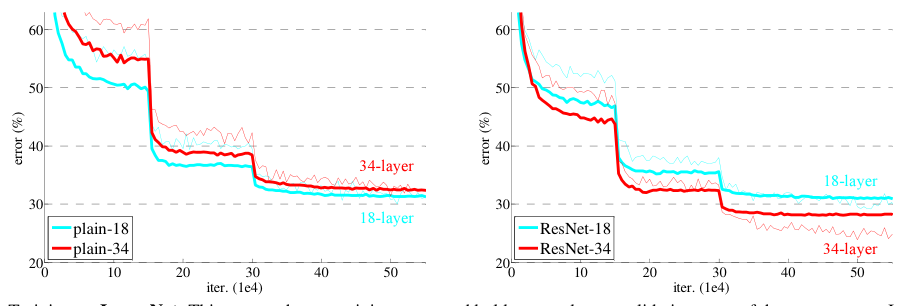 60
50
40
30
20
error (%)
0
10
20
30
40
50
iter. (1e4)
34-layer
18-layer
plain-18
plain-34
60
50
40
30
20
error (%)
0
10
20
30
40
50
iter. (1e4)
18-layer
34-layer
ResNet-18
ResNet-34